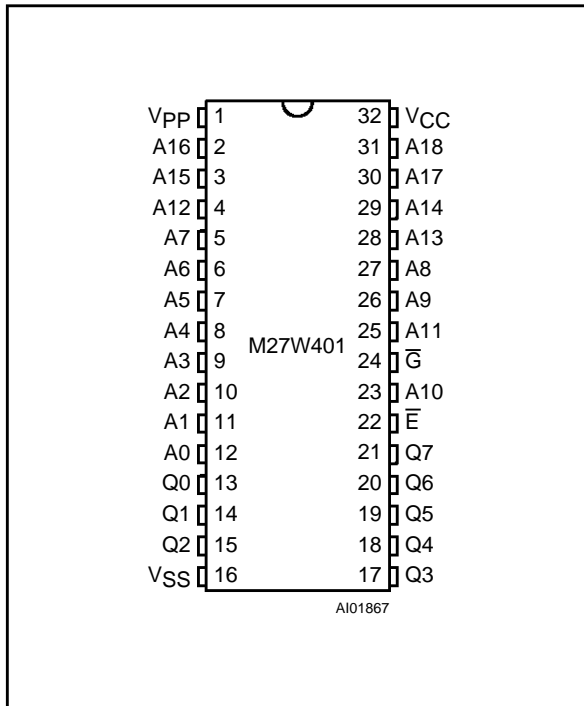 VPP 1 32 VCC
A16 2 31 A18
A15 3 30 A17
A12 4 29 A14
A7 5 28 A13
A6 6 27 A8
A5 7 26 A9
A4 8 25 A11
M27W401
A3 9 24 G̅
A2 10 23 A10
A1 11 22 E̅
A0 12 21 Q7
Q0 13 20 Q6
Q1 14 19 Q5
Q2 15 18 Q4
VSS 16 17 Q3
AI01867